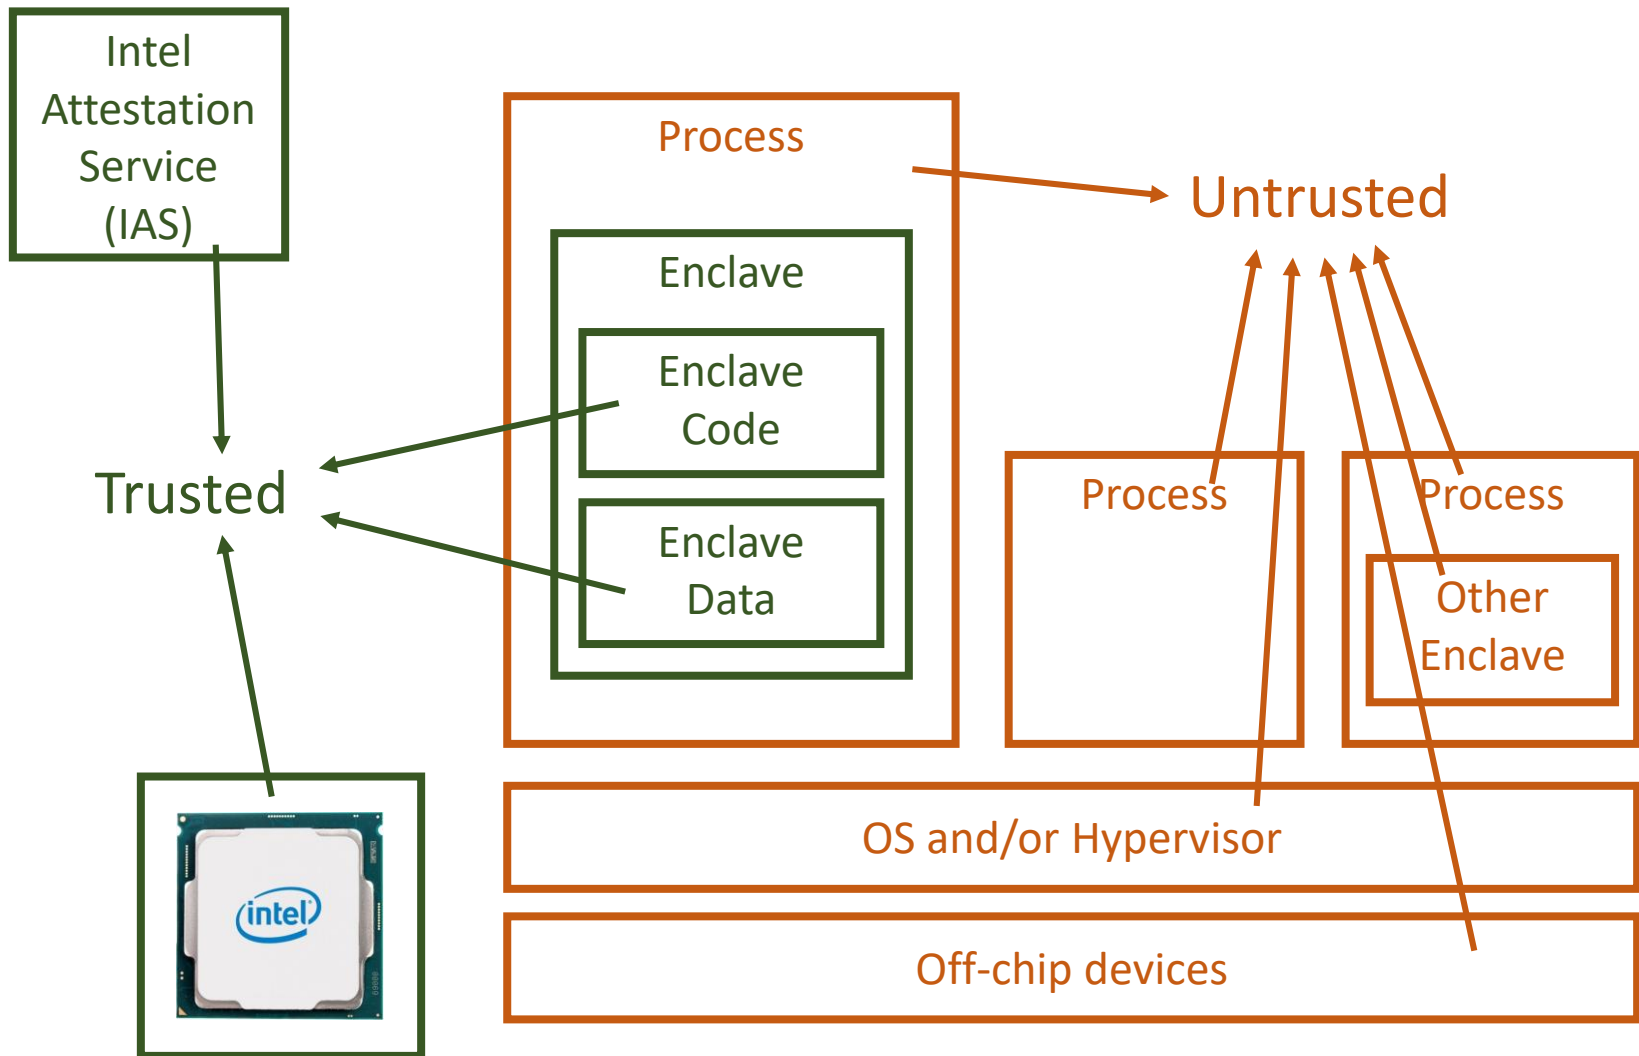 Intel
Attestation
Service
(IAS)
Process
Untrusted
Enclave
Enclave
Code
Trusted
Enclave
Data
Process
Process
Other
Enclave
OS and/or Hypervisor
intel
Off-chip devices